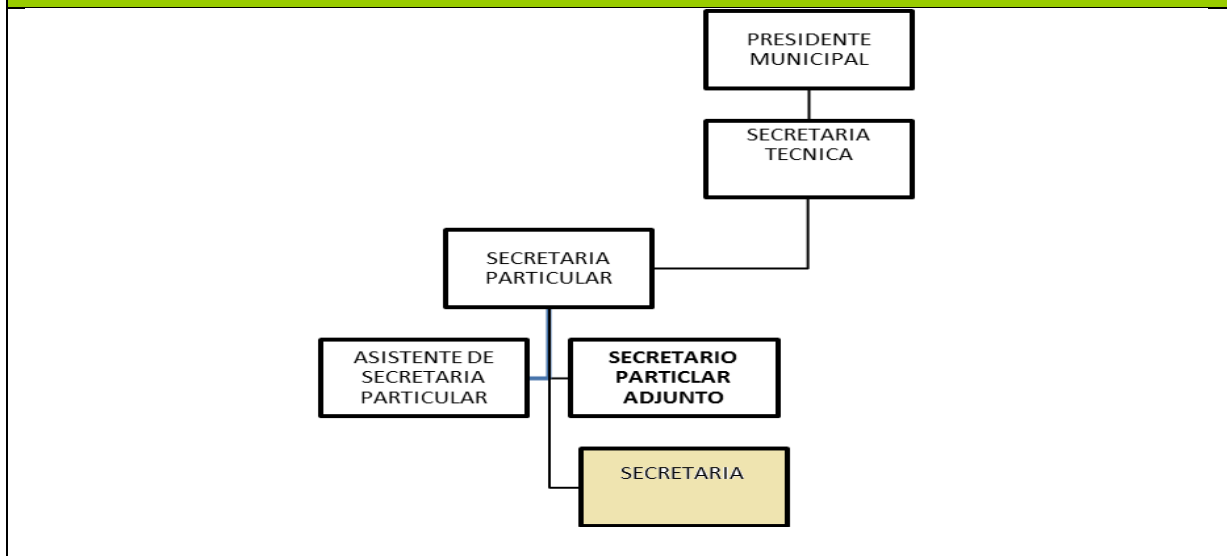 PRESIDENTE
MUNICIPAL
SECRETARIA
TECNICA
SECRETARIA
PARTICULAR
ASISTENTE DE
SECRETARIA
PARTICULAR
SECRETARIO
PARTICLAR
ADJUNTO
SECRETARIA